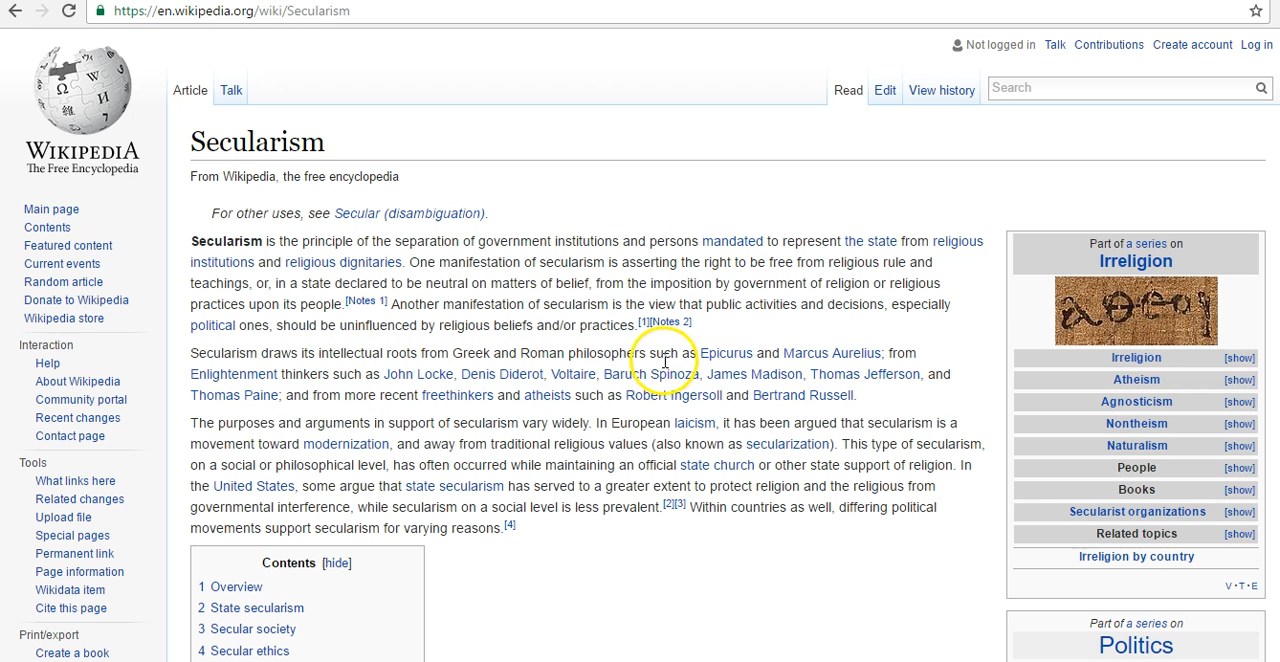 https://en.wikipedia.org/wiki/Secularism
Not logged in Talk Contributions Create account Log in
Article Talk Read Edit View history Search
WIKIPEDIA
The Free Encyclopedia
Main page
Contents
Featured content
Current events
Random article
Donate to Wikipedia
Wikipedia store
Interaction
Help
About Wikipedia
Community portal
Recent changes
Contact page
Tools
What links here
Related changes
Upload file
Special pages
Permanent link
Page information
Wikidata item
Cite this page
Print/export
Create a book
Secularism
From Wikipedia, the free encyclopedia
For other uses, see Secular (disambiguation).
Secularism is the principle of the separation of government institutions and persons mandated to represent the state from religious
institutions and religious dignitaries. One manifestation of secularism is asserting the right to be free from religious rule and
teachings, or, in a state declared to be neutral on matters of belief, from the imposition by government of religion or religious
practices upon its people.[Notes 1] Another manifestation of secularism is the view that public activities and decisions, especially
political ones, should be uninfluenced by religious beliefs and/or practices.[1][Notes 2]
Secularism draws its intellectual roots from Greek and Roman philosophers such as Epicurus and Marcus Aurelius; from
Enlightenment thinkers such as John Locke, Denis Diderot, Voltaire, Baruch Spinoza, James Madison, Thomas Jefferson, and
Thomas Paine; and from more recent freethinkers and atheists such as Robert Ingersoll and Bertrand Russell.
The purposes and arguments in support of secularism vary widely. In European laicism, it has been argued that secularism is a
movement toward modernization, and away from traditional religious values (also known as secularization). This type of secularism,
on a social or philosophical level, has often occurred while maintaining an official state church or other state support of religion. In
the United States, some argue that state secularism has served to a greater extent to protect religion and the religious from
governmental interference, while secularism on a social level is less prevalent.[2][3] Within countries as well, differing political
movements support secularism for varying reasons.[4]
Contents [hide]
1 Overview
2 State secularism
3 Secular society
4 Secular ethics
Part of a series on
Irreligion
Irreligion [show]
Atheism [show]
Agnosticism [show]
Nontheism [show]
Naturalism [show]
People [show]
Books [show]
Secularist organizations [show]
Related topics [show]
Irreligion by country
V · T · E
Part of a series on
Politics